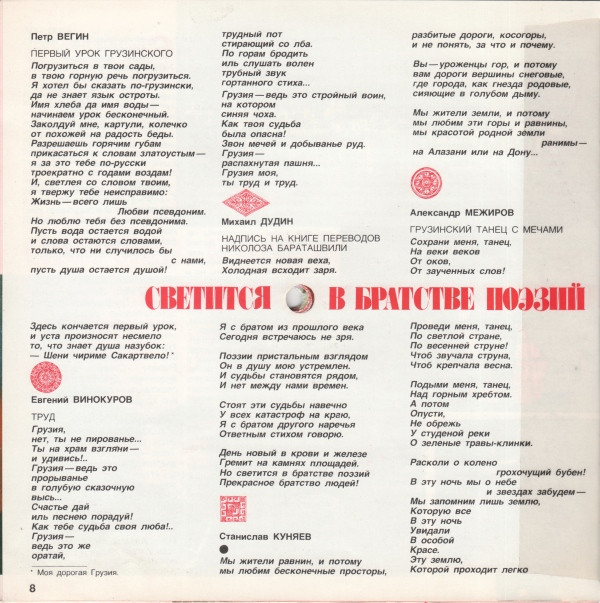 Петр ВЕГИН
ПЕРВЫЙ УРОК ГРУЗИНСКОГО
Погрузиться в твои сады,
в твою горную речь погрузиться.
Я хотел бы сказать по-грузински,
да не знает язык остроты.
Имя хлеба да имя воды—
начинаем урок бесконечный.
Заколдуй мне, картули, колечко
от похожей на радость беды.
Разрешаешь горячим губам
прикасаться к словам златоустым—
я за это тебе по-русски
троекратно с годами воздам!
И, светлея со словом твоим,
я твержу тебе неисправимо:
Жизнь—всего лишь
Любви псевдоним.
Но люблю тебя без псевдонима.
Пусть вода остается водой
и слова остаются словами,
только, что ни случилось бы
с нами,
пусть душа остается душой!
Здесь кончается первый урок,
и уста произносят несмело
то, что знает душа назубок:
— Шени чириме Сакартвело! *
Евгений ВИНОКУРОВ
ТРУД
Грузия,
нет, ты не пированье...
Ты на храм взгляни—
и удивись!..
Грузия—ведь это
прорыванье
в голубую сказочную
высь...
Счастье дай
иль песнею порадуй!
Как тебе судьба своя люба!..
Грузия—
ведь это же
оратай,
* Моя дорогая Грузия.
8
трудный пот
стирающий со лба.
По горам бродить
иль слушать волен
трубный звук
гортанного стиха...
Грузия—ведь это стройный воин,
на котором
синяя чоха.
Как твоя судьба
была опасна!
Звон мечей и добыванье руд.
Грузия—
распахнутая пашня...
Грузия моя,
ты труд и труд.
Михаил ДУДИН
НАДПИСЬ НА КНИГЕ ПЕРЕВОДОВ
НИКОЛОЗА БАРАТАШВИЛИ
Виднеется новая веха,
Холодная всходит заря.
СВЕТИТСЯ В БРАТСТВЕ ПОЭЗИЙ
Я с братом из прошлого века
Сегодня встречаюсь не зря.
Поэзии пристальным взглядом
Он в душу мою устремлен.
И судьбы становятся рядом,
И нет между нами времен.
Стоят эти судьбы навечно
У всех катастроф на краю,
Я с братом другого наречья
Ответным стихом говорю.
День новый в крови и железе
Гремит на камнях площадей.
Но светится в братстве поэзий
Прекрасное братство людей!
Станислав КУНЯЕВ
Мы жители равнин, и потому
мы любим бесконечные просторы,
разбитые дороги, косогоры,
и не понять, за что и почему.
Вы—уроженцы гор, и потому
вам дороги вершины снеговые,
где города, как гнезда родовые,
сияющие в голубом дыму.
Мы жители земли, и потому
мы любим эти горы и равнины,
мы красотой родной земли
ранимы—
на Алазани или на Дону...
Александр МЕЖИРОВ
ГРУЗИНСКИЙ ТАНЕЦ С МЕЧАМИ
Сохрани меня, танец,
На веки веков
От оков,
От заученных слов!
Проведи меня, танец,
По светлой стране,
По весенней струне!
Чтоб звучала струна,
Чтоб крепчала весна.
Подыми меня, танец,
Над горным хребтом.
А потом
Опусти,
Не обрежь
У студеной реки
О зеленые травы-клинки.
Расколи о колено
грохочущий бубен!
В эту ночь мы о небе
и звездах забудем—
Мы запомним лишь землю,
Которую все
В эту ночь
Увидали
В особой
Красе.
Эту землю,
Которой проходит легко